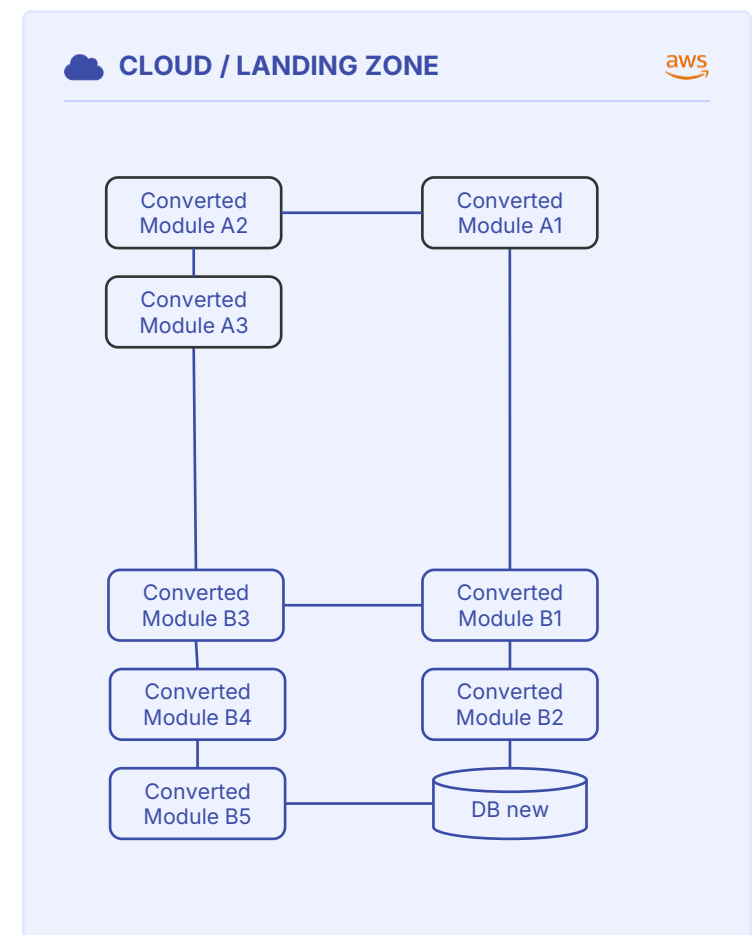 CLOUD / LANDING ZONE
aws
Converted
Module A2
Converted
Module A1
Converted
Module A3
Converted
Module B3
Converted
Module B1
Converted
Module B4
Converted
Module B2
Converted
Module B5
DB new